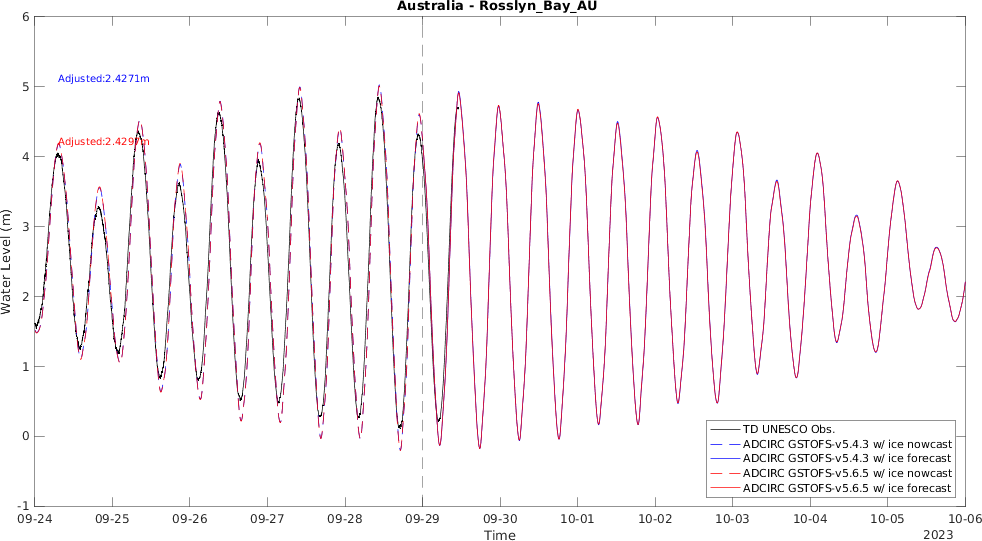 Australia - Rosslyn_Bay_AU
6
5
4
3
2
1
0
-1
Water Level (m)
Adjusted:2.4271m
Adjusted:2.4297m
TD UNESCO Obs.
ADCIRC GSTOFS-v5.4.3 w/ ice nowcast
ADCIRC GSTOFS-v5.4.3 w/ ice forecast
ADCIRC GSTOFS-v5.6.5 w/ ice nowcast
ADCIRC GSTOFS-v5.6.5 w/ ice forecast
09-24 09-25 09-26 09-27 09-28 09-29 09-30 10-01 10-02 10-03 10-04 10-05 10-06
Time
2023